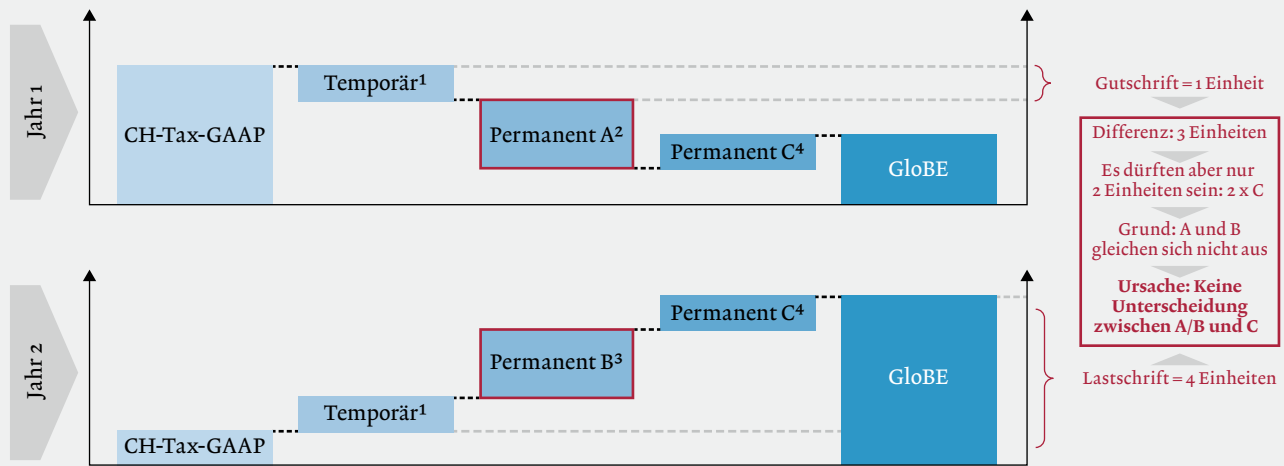 Jahr 1
CH-Tax-GAAP
Temporär¹
Permanent A²
Permanent C⁴
GloBE
Gutschrift = 1 Einheit
Differenz: 3 Einheiten
Es dürften aber nur
2 Einheiten sein: 2 x C
Grund: A und B
gleichen sich nicht aus
Ursache: Keine
Unterscheidung
zwischen A/B und C
Lastschrift = 4 Einheiten
Jahr 2
CH-Tax-GAAP
Temporär¹
Permanent B³
Permanent C⁴
GloBE